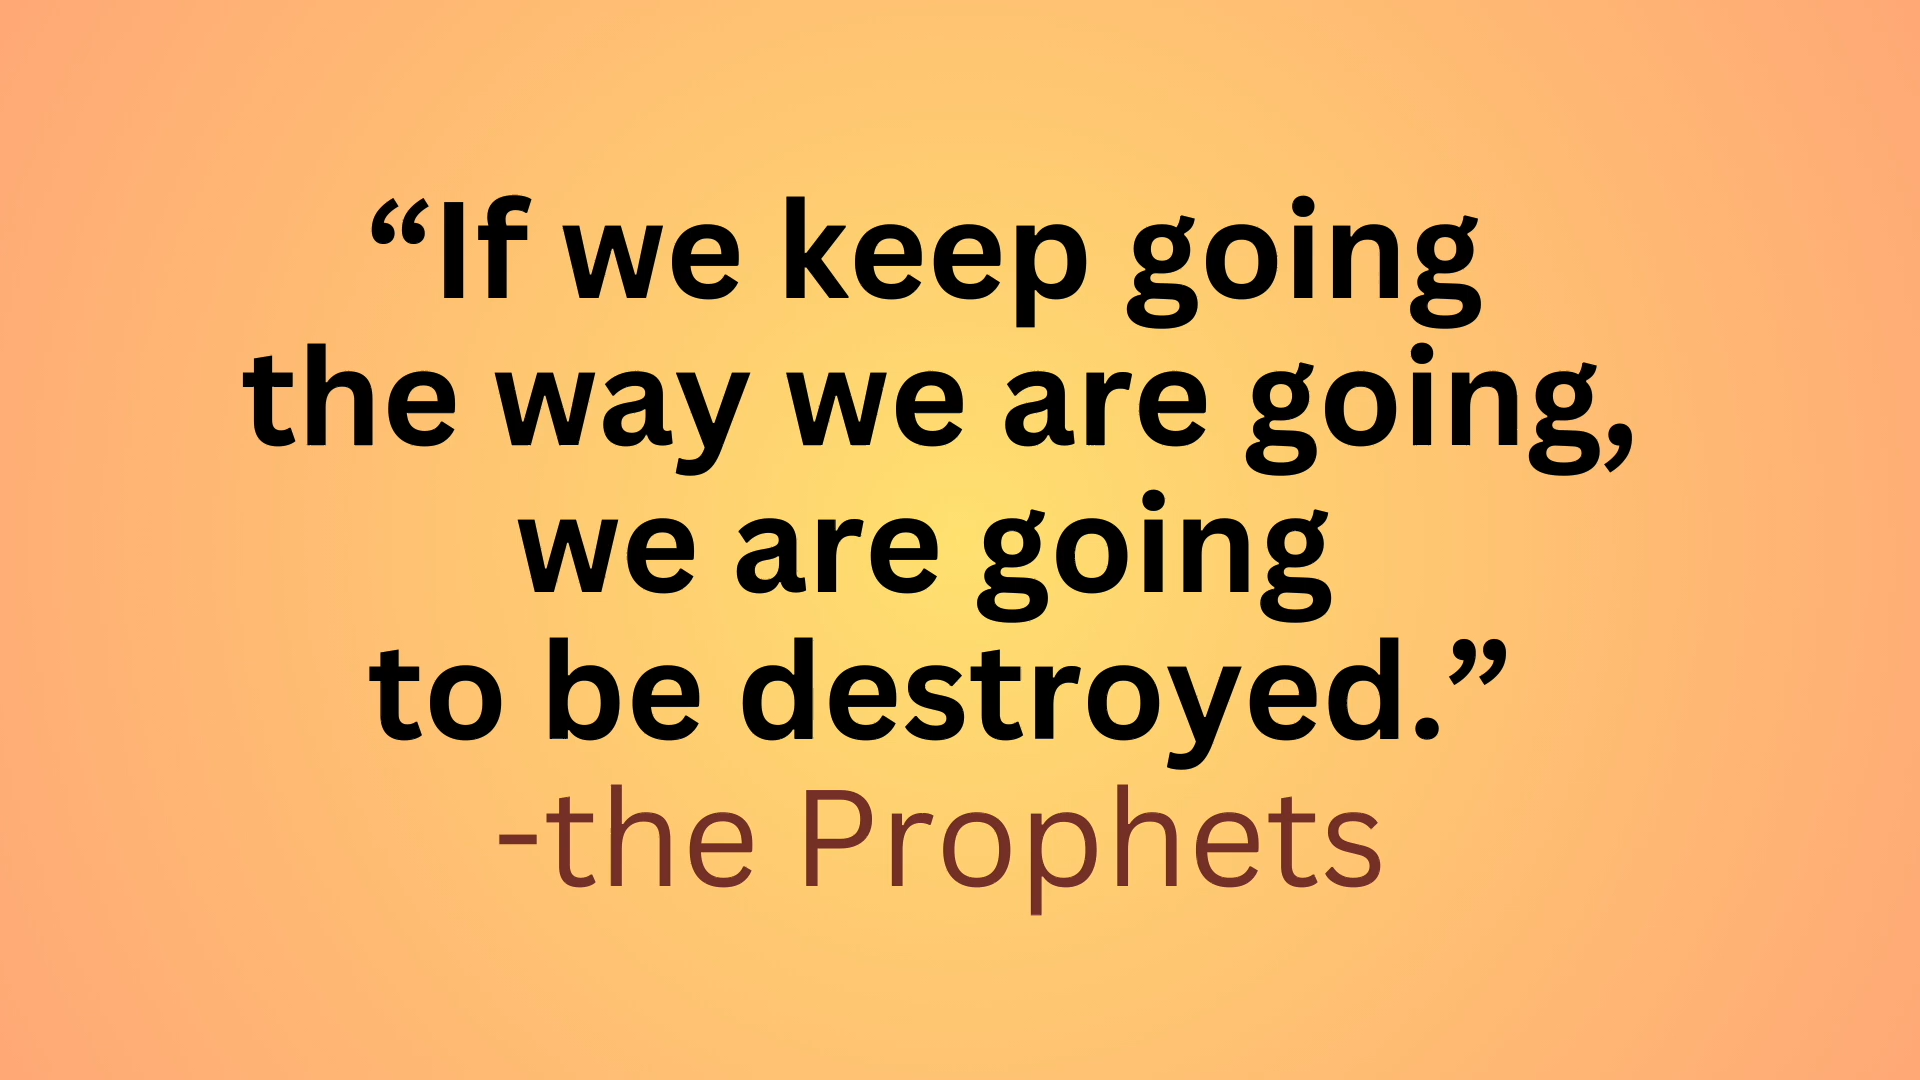 “If we keep going
the way we are going,
we are going
to be destroyed.”
-the Prophets